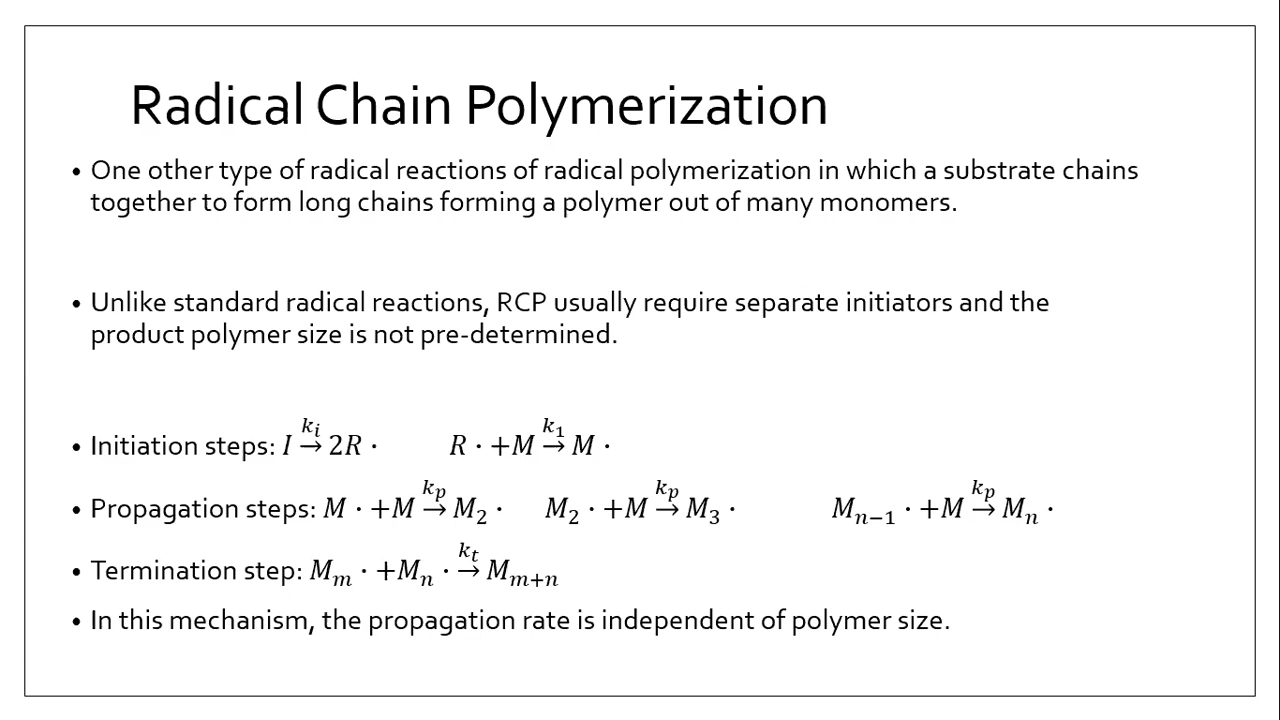 Radical Chain Polymerization
• One other type of radical reactions of radical polymerization in which a substrate chains
together to form long chains forming a polymer out of many monomers.
• Unlike standard radical reactions, RCP usually require separate initiators and the
product polymer size is not pre-determined.
• Initiation steps: I →^{k_i} 2R · R · +M →^{k_1} M ·
• Propagation steps: M · +M →^{k_p} M_2 · M_2 · +M →^{k_p} M_3 · M_{n−1} · +M →^{k_p} M_n ·
• Termination step: M_m · +M_n · →^{k_t} M_{m+n}
• In this mechanism, the propagation rate is independent of polymer size.